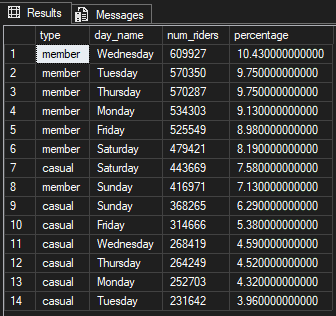 Results Messages
type day_name num_riders percentage
1 member Wednesday 609927 10.430000000000
2 member Tuesday 570350 9.750000000000
3 member Thursday 570287 9.750000000000
4 member Monday 534303 9.130000000000
5 member Friday 525549 8.980000000000
6 member Saturday 479421 8.190000000000
7 casual Saturday 443669 7.580000000000
8 member Sunday 416971 7.130000000000
9 casual Sunday 368265 6.290000000000
10 casual Friday 314666 5.380000000000
11 casual Wednesday 268419 4.590000000000
12 casual Thursday 264249 4.520000000000
13 casual Monday 252703 4.320000000000
14 casual Tuesday 231642 3.960000000000